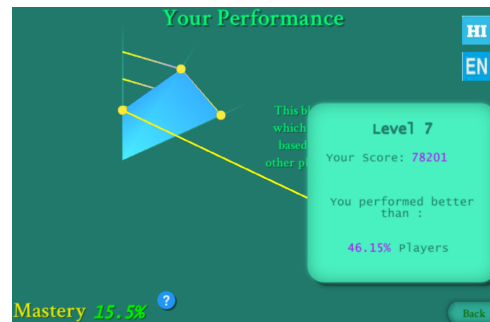 Your Performance
HI
EN
This bl
which
based
other pl
Level 7
Your Score: 78201
You performed better
than :
46.15% Players
Mastery 15.5% ?
Back